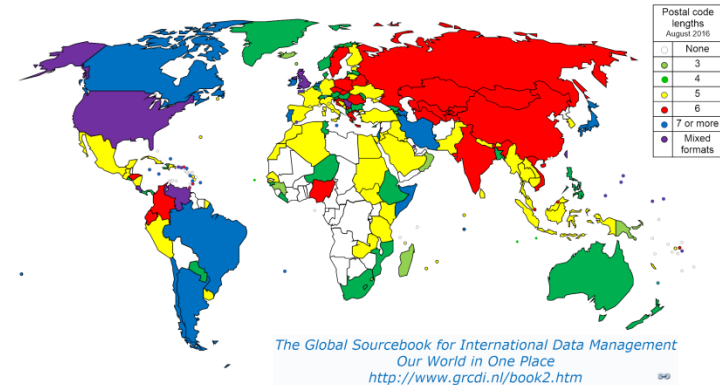 Postal code
lengths
August 2016
None
3
4
5
6
7 or more
Mixed
formats
The Global Sourcebook for International Data Management
Our World in One Place
http://www.grcdi.nl/book2.htm